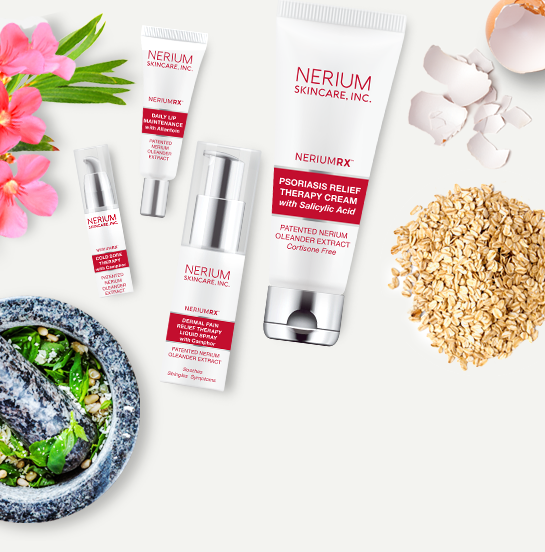 NERIUM
SKINCARE, INC.
NERIUMRX™
DAILY LIP
MAINTENANCE
with Allantoin
PATENTED
NERIUM
OLEANDER
EXTRACT
NERIUM
SKINCARE, INC.
NERIUMRX™
PSORIASIS RELIEF
THERAPY CREAM
with Salicylic Acid
PATENTED NERIUM
OLEANDER EXTRACT
Cortisone Free
NERIUM
SKINCARE, INC.
NERIUMRX
COLD SORE
THERAPY
with Camphor
PATENTED
NERIUM
OLEANDER
EXTRACT
NERIUM
SKINCARE, INC.
NERIUMRX™
DERMAL PAIN
RELIEF THERAPY
LIQUID SPRAY
with Camphor
PATENTED NERIUM
OLEANDER EXTRACT
Soothes
Shingles Symptoms